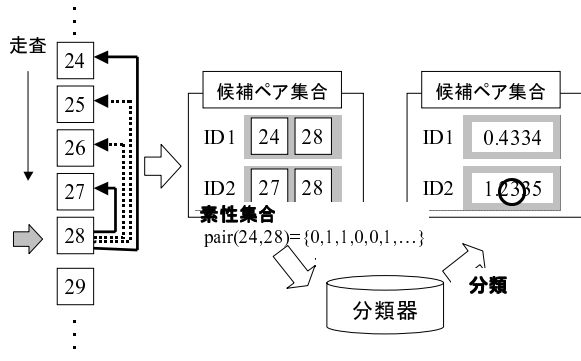 走査
24
25
26
27
28
29
候補ペア集合
ID1 24 28
ID2 27 28
素性集合
pair(24,28)={0,1,1,0,0,1,…}
分類器
分類
候補ペア集合
ID1 0.4334
ID2 1.2335